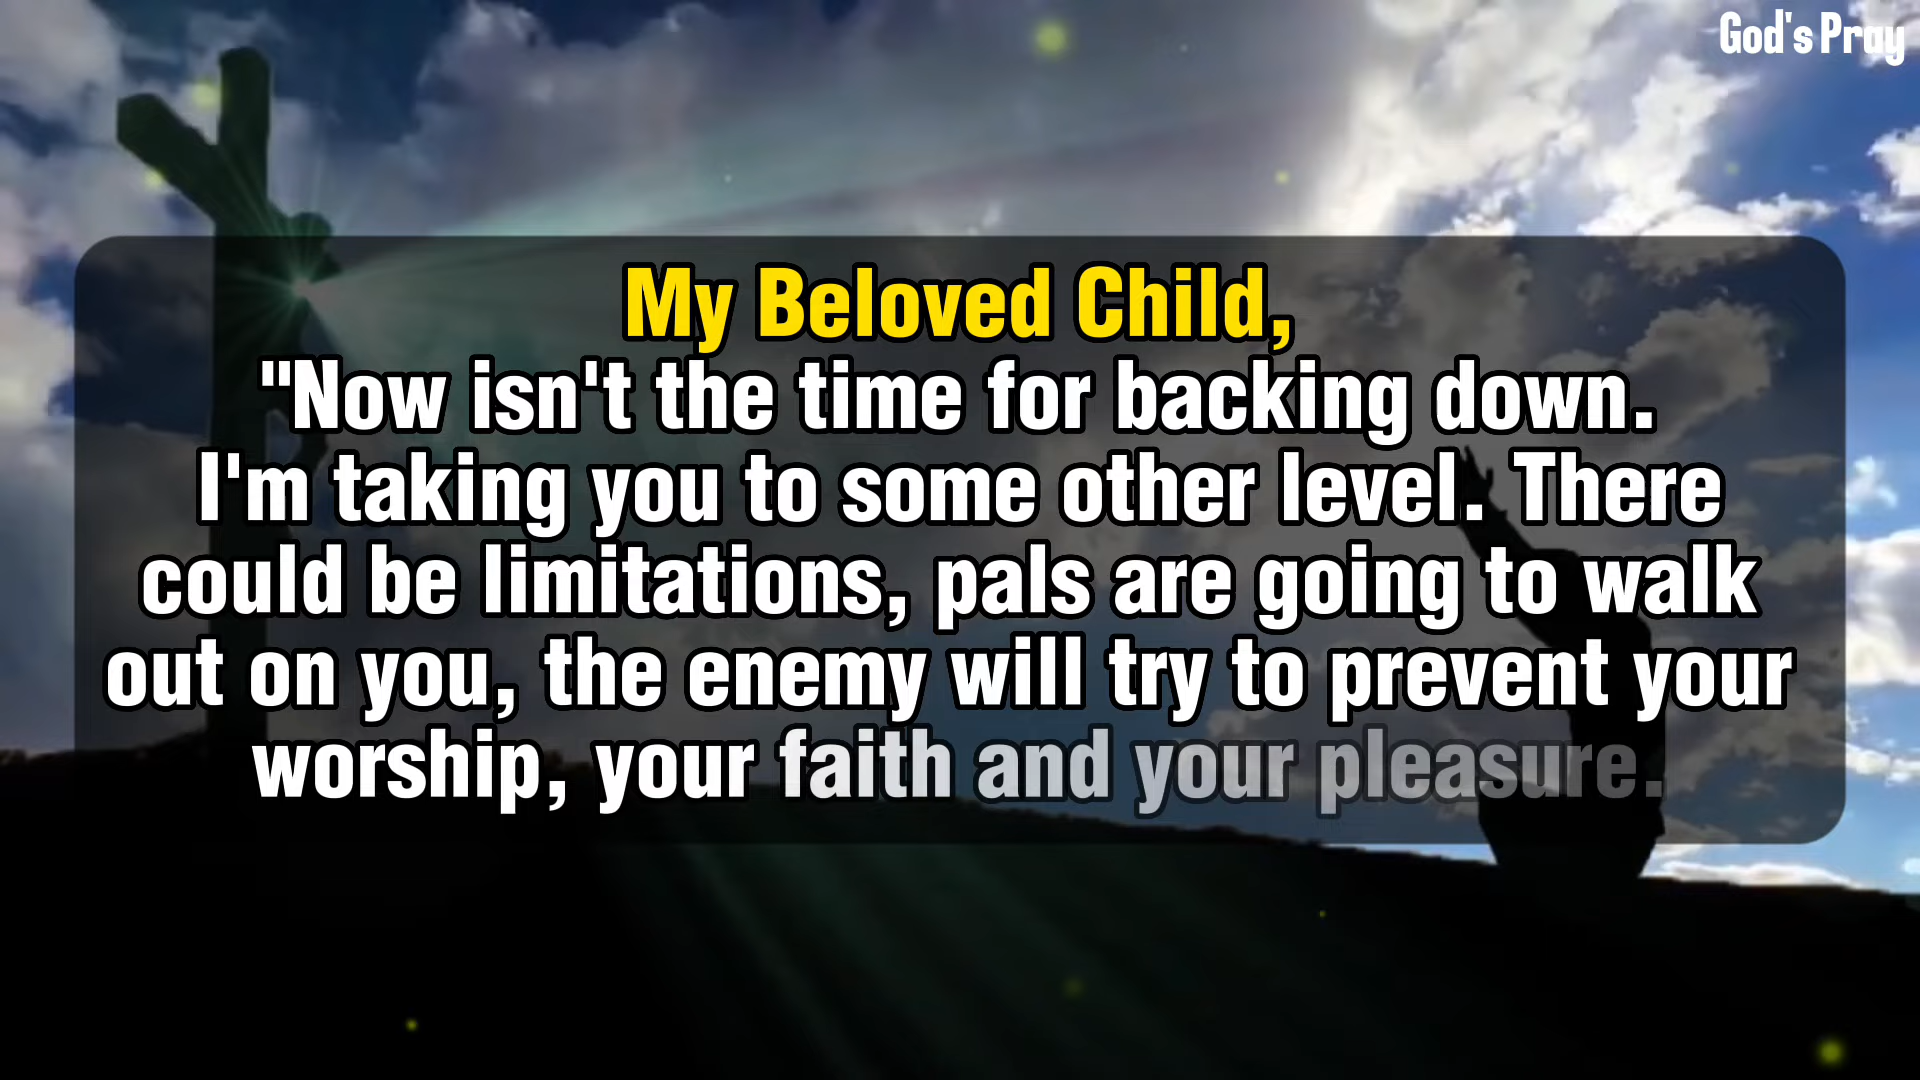 God's Pray
My Beloved Child,
"Now isn't the time for backing down.
I'm taking you to some other level. There
could be limitations, pals are going to walk
out on you, the enemy will try to prevent your
worship, your faith and your pleasure.